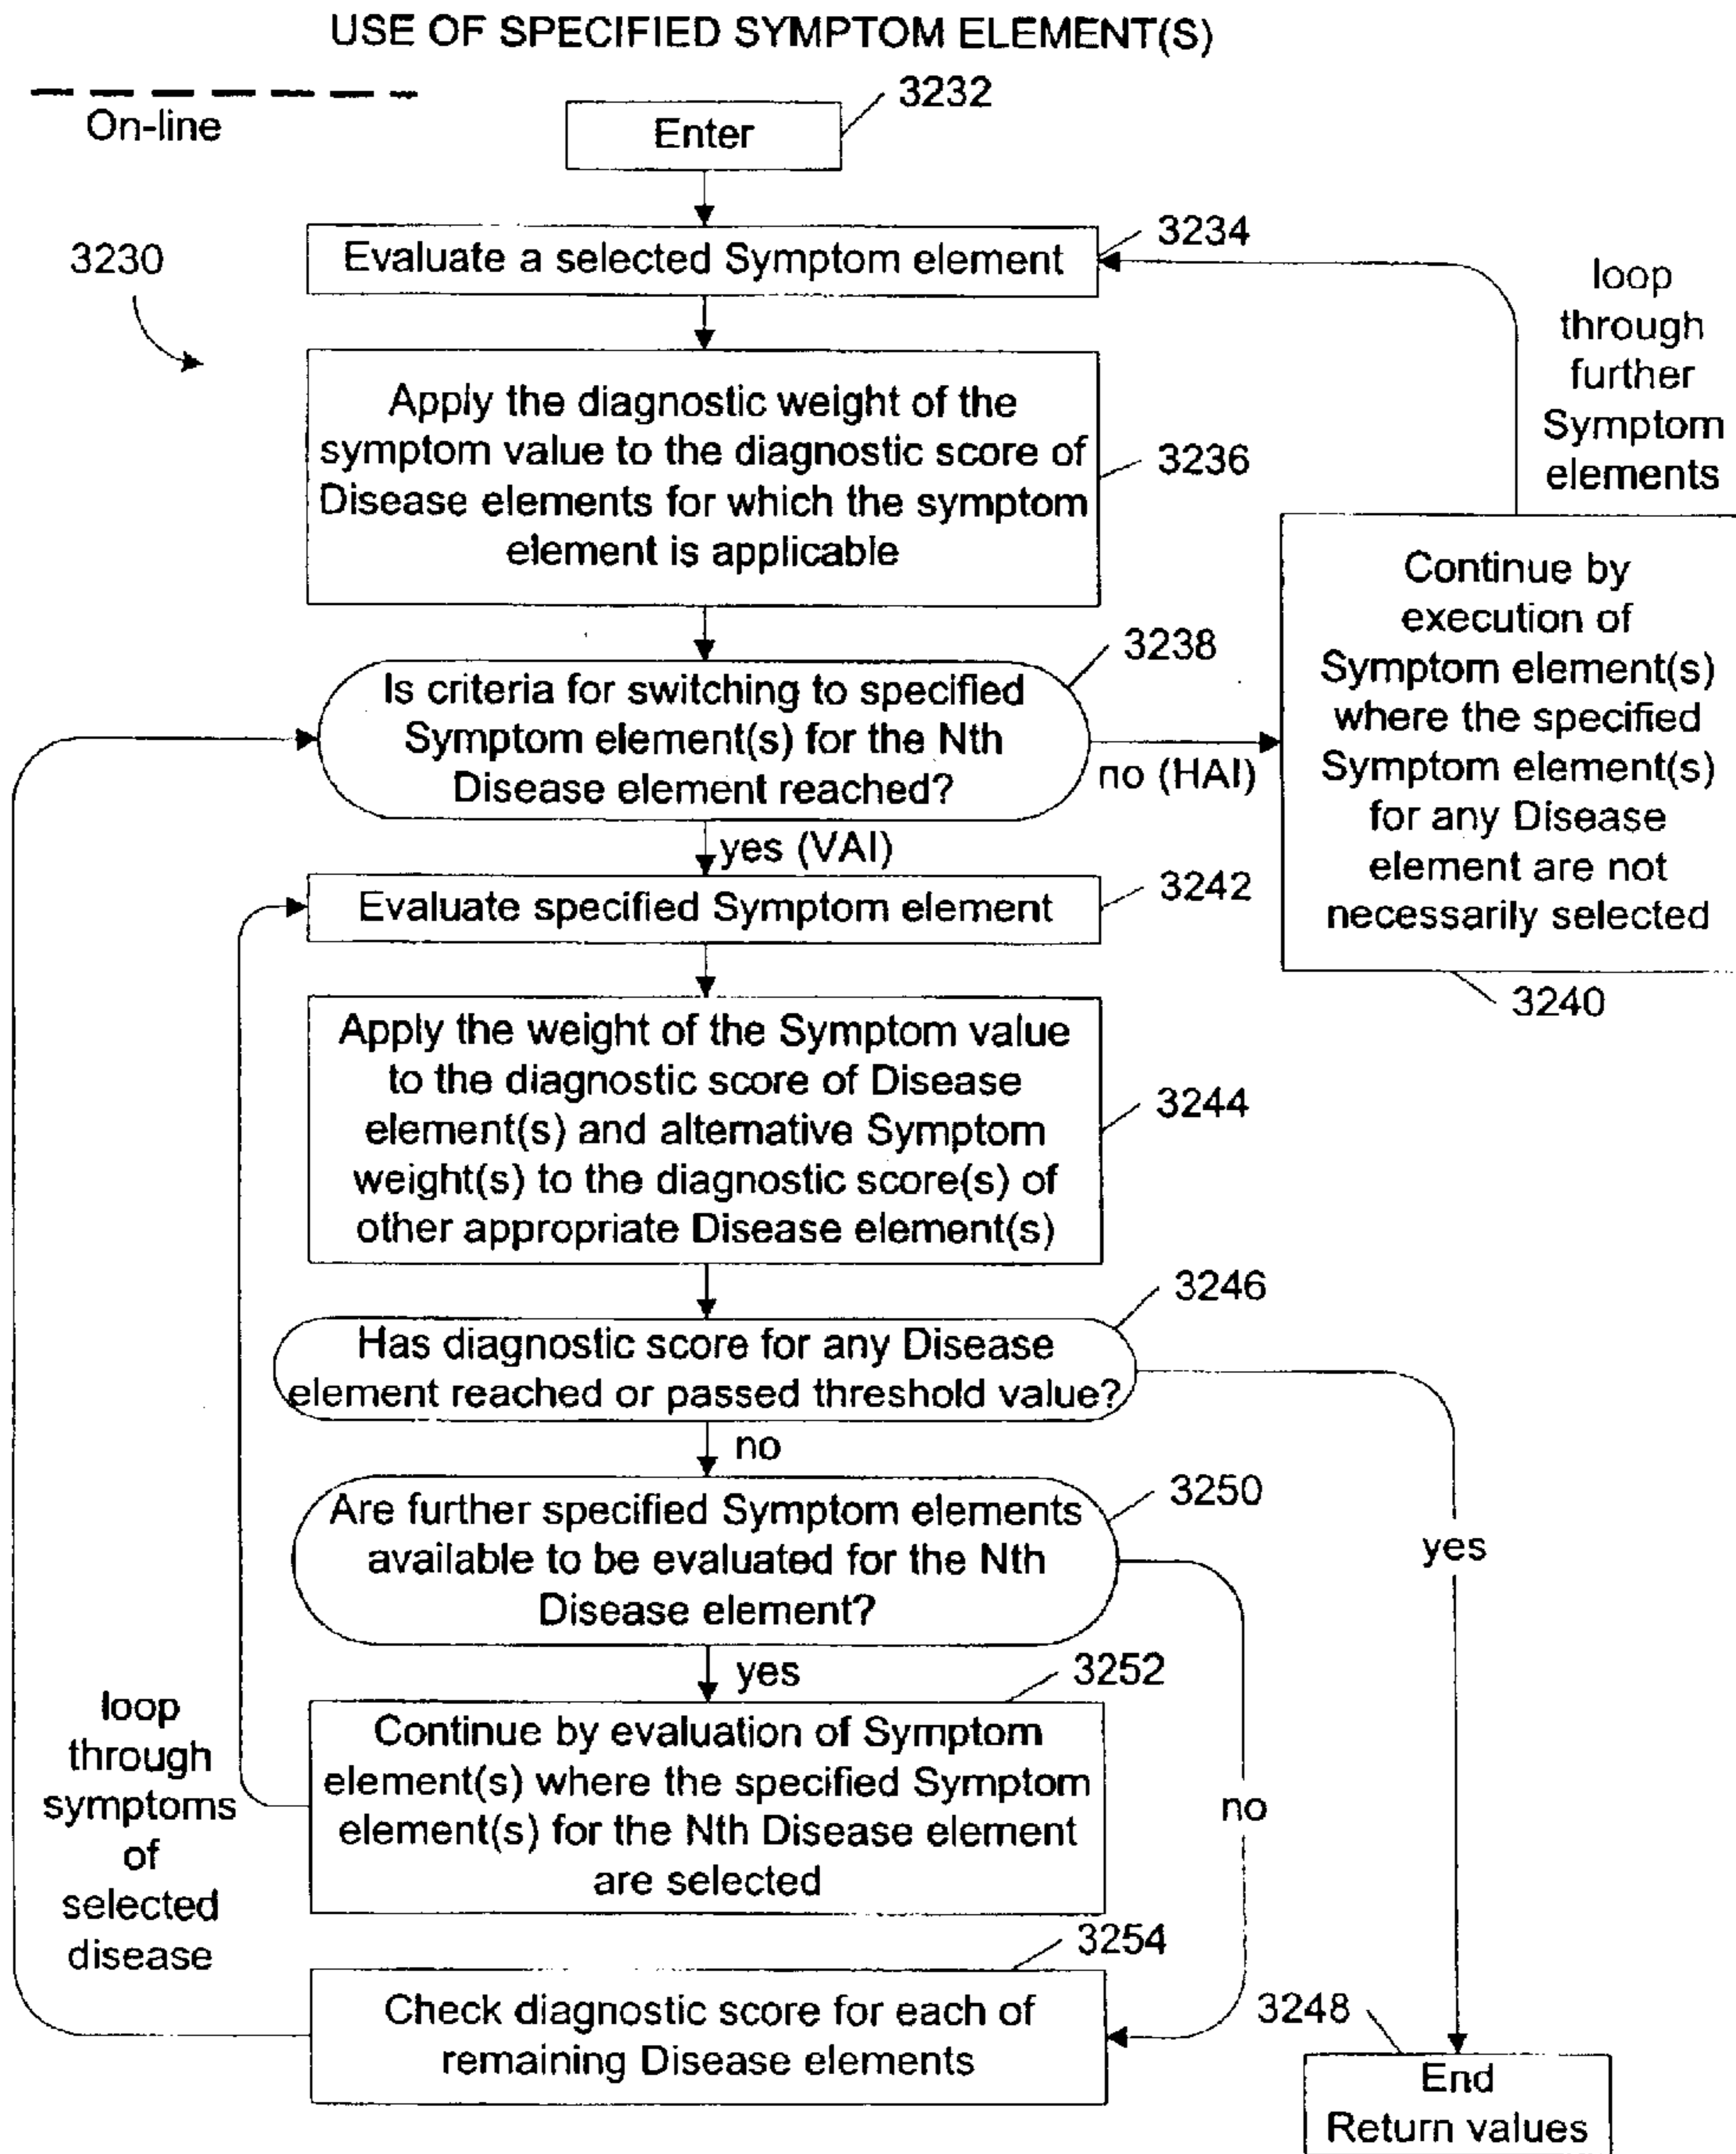 USE OF SPECIFIED SYMPTOM ELEMENT(S)
On-line
3232
Enter
3230
3234
Evaluate a selected Symptom element
loop
through
further
Symptom
elements
Apply the diagnostic weight of the
symptom value to the diagnostic score of
Disease elements for which the symptom
element is applicable
3236
3238
Is criteria for switching to specified
Symptom element(s) for the Nth
Disease element reached?
no (HAI)
yes (VAI)
Continue by
execution of
Symptom element(s)
where the specified
Symptom element(s)
for any Disease
element are not
necessarily selected
3240
Evaluate specified Symptom element
3242
Apply the weight of the Symptom value
to the diagnostic score of Disease
element(s) and alternative Symptom
weight(s) to the diagnostic score(s) of
other appropriate Disease element(s)
3244
3246
Has diagnostic score for any Disease
element reached or passed threshold value?
no
yes
3250
Are further specified Symptom elements
available to be evaluated for the Nth
Disease element?
yes
no
3252
Continue by evaluation of Symptom
element(s) where the specified Symptom
element(s) for the Nth Disease element
are selected
loop
through
symptoms
of
selected
disease
3254
Check diagnostic score for each of
remaining Disease elements
3248
End
Return values